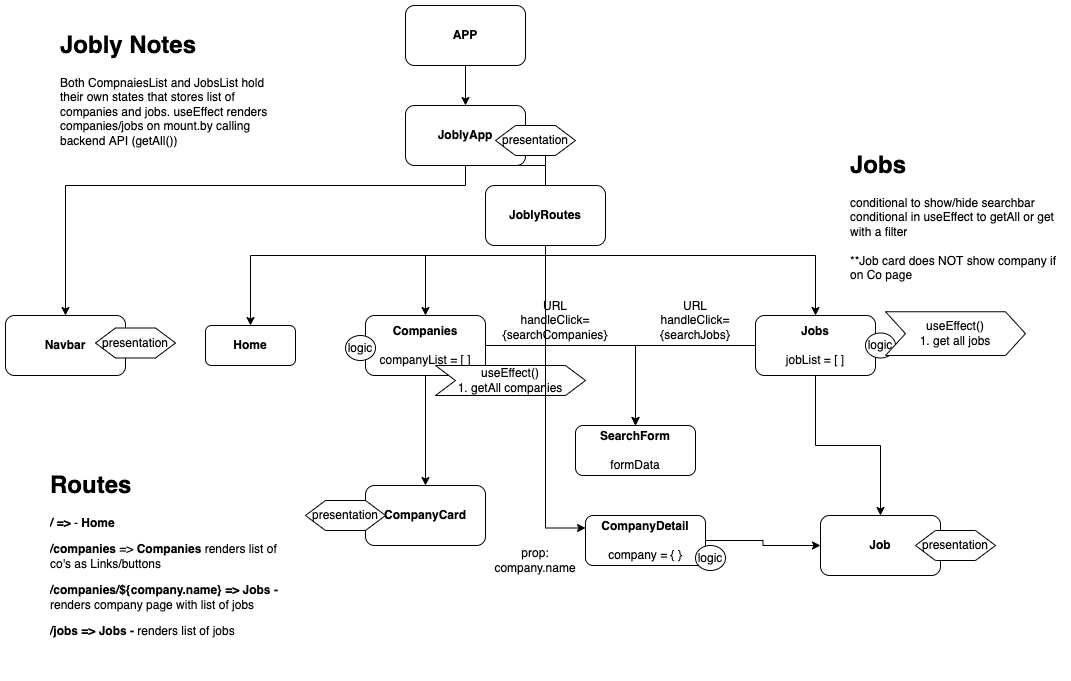 Jobly Notes
Both CompnaiesList and JobsList hold
their own states that stores list of
companies and jobs. useEffect renders
companies/jobs on mount.by calling
backend API (getAll())
APP
JoblyApp
presentation
JoblyRoutes
Jobs
conditional to show/hide searchbar
conditional in useEffect to getAll or get
with a filter
**Job card does NOT show company if
on Co page
Navbar
presentation
Home
logic
Companies
companyList = [ ]
useEffect()
1. getAll companies
URL
handleClick=
{searchCompanies}
URL
handleClick=
{searchJobs}
Jobs
jobList = [ ]
logic
useEffect()
1. get all jobs
SearchForm
formData
presentation
CompanyCard
prop:
company.name
CompanyDetail
company = { }
logic
Job
presentation
Routes
/ => - Home
/companies => Companies renders list of
co's as Links/buttons
/companies/${company.name} => Jobs -
renders company page with list of jobs
/jobs => Jobs - renders list of jobs